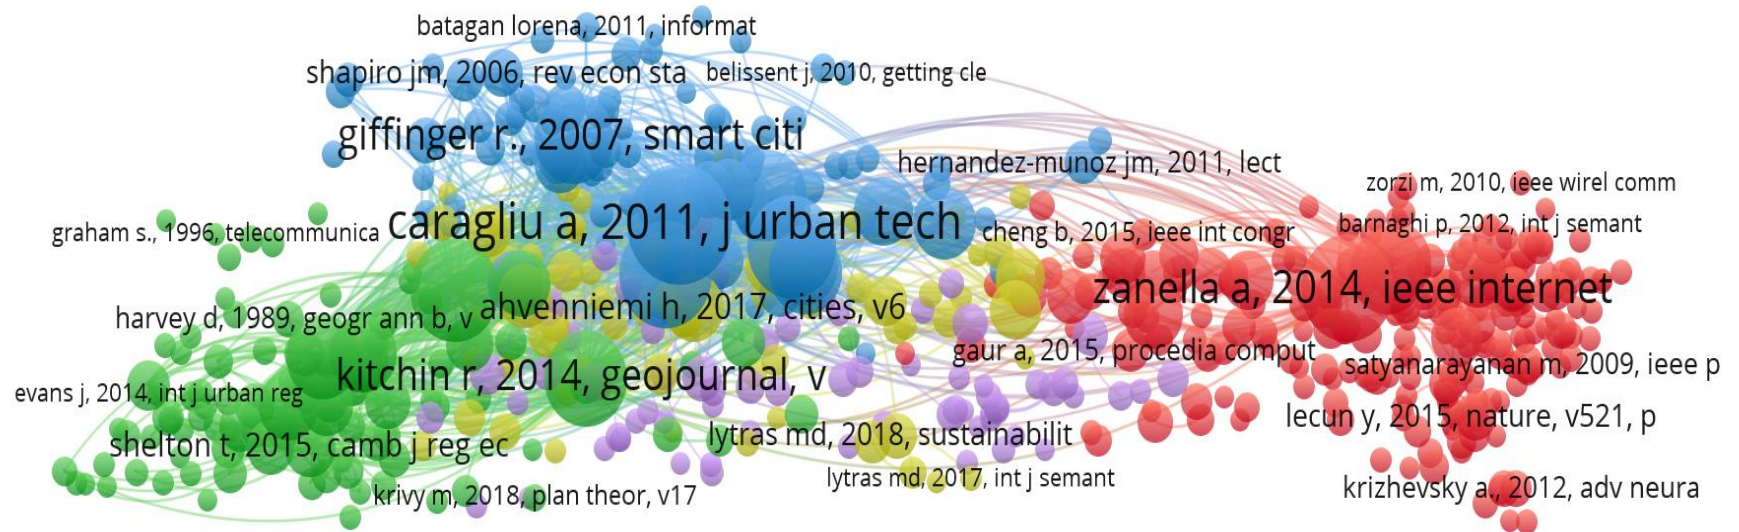 batagan lorena, 2011, informat
shapiro jm, 2006, rev econ sta
belissent j, 2010, getting cle
giffinger r., 2007, smart citi
hernandez-munoz jm, 2011, lect
zorzi m, 2010, ieee wirel comm
graham s., 1996, telecommunica
caragliu a, 2011, j urban tech
cheng b, 2015, ieee int congr
barnaghi p, 2012, int j semant
zanella a, 2014, ieee internet
harvey d, 1989, geogr ann b, v
ahvenniemi h, 2017, cities, v6
gaur a, 2015, procedia comput
satyanarayanan m, 2009, ieee p
evans j, 2014, int j urban reg
kitchin r, 2014, geojournal, v
lecun y, 2015, nature, v521, p
shelton t, 2015, camb j reg ec
lytras md, 2018, sustainabilit
lytras md, 2017, int j semant
krivy m, 2018, plan theor, v17
krizhevsky a., 2012, adv neura